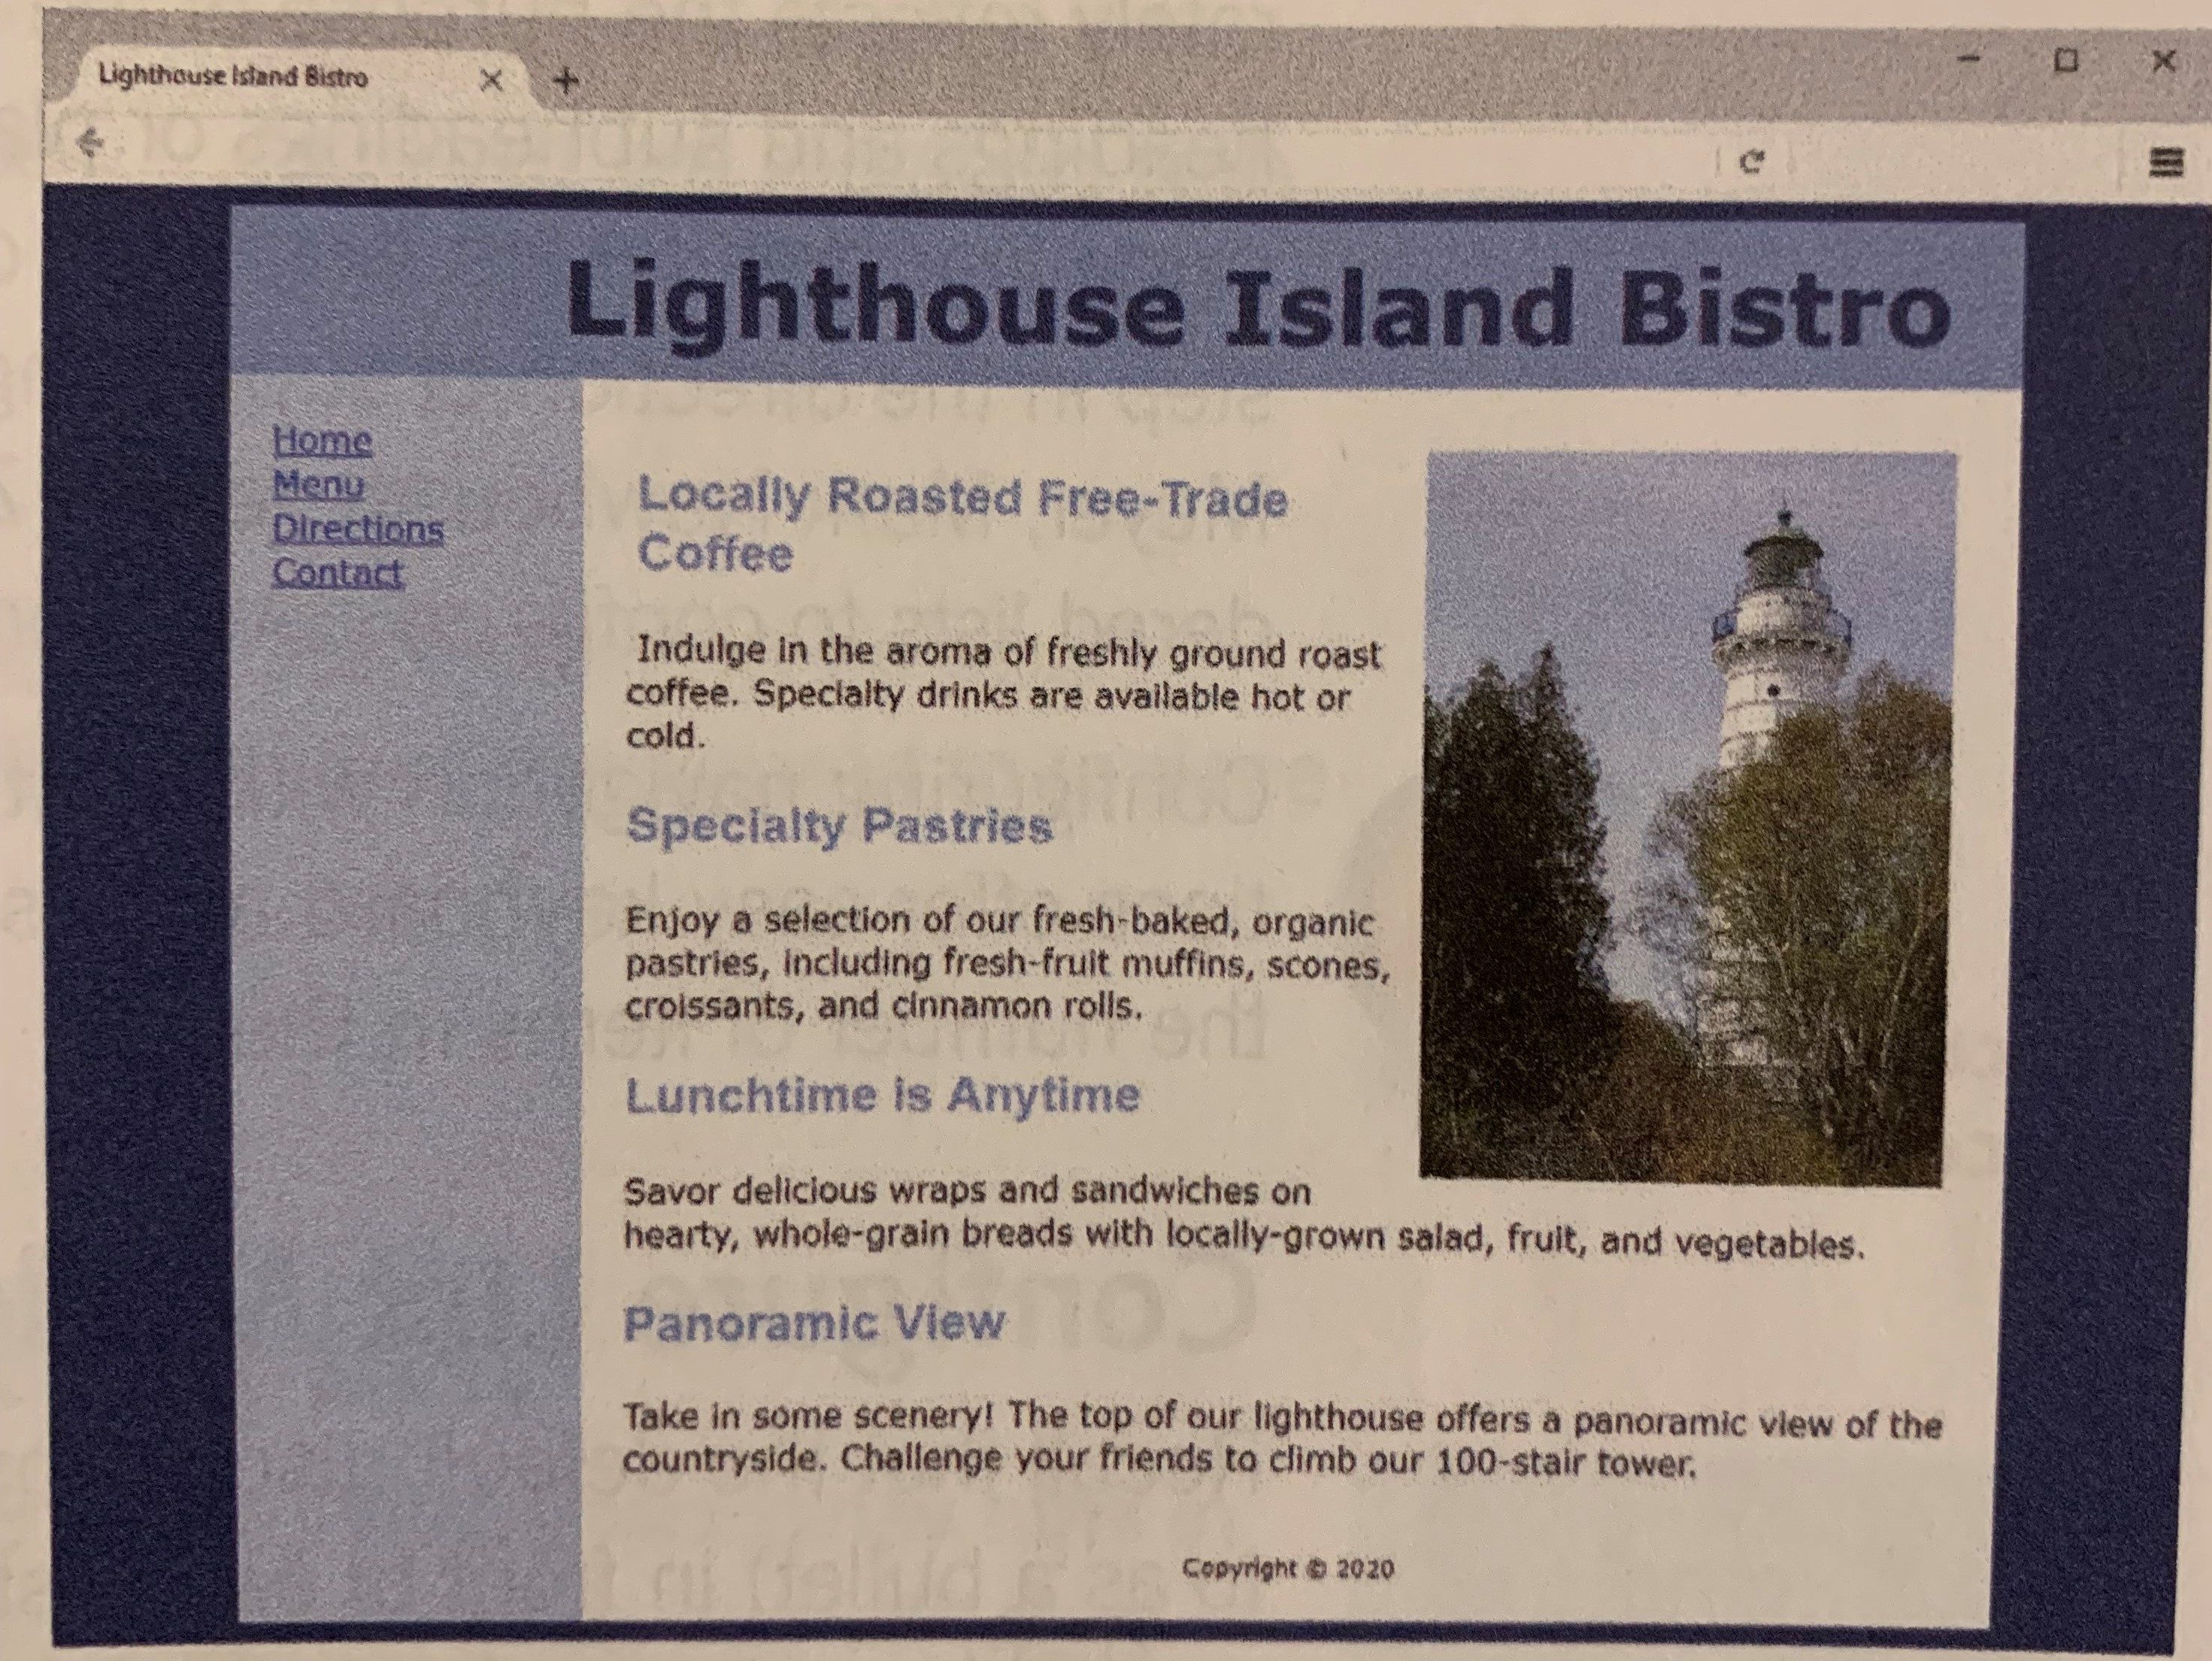 Lighthouse Island Bistro
Lighthouse Island Bistro
Home
Menu
Directions
Contact
Locally Roasted Free-Trade
Coffee
Indulge in the aroma of freshly ground roast
coffee. Specialty drinks are available hot or
cold.
Specialty Pastries
Enjoy a selection of our fresh-baked, organic
pastries, including fresh-fruit muffins, scones,
croissants, and cinnamon rolls.
Lunchtime is Anytime
Savor delicious wraps and sandwiches on
hearty, whole-grain breads with locally-grown salad, fruit, and vegetables.
Panoramic View
Take in some scenery! The top of our lighthouse offers a panoramic view of the
countryside. Challenge your friends to climb our 100-stair tower.
Copyright © 2020